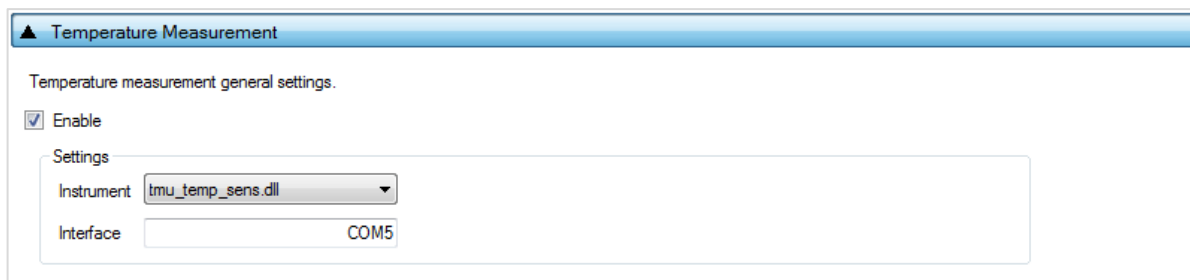 Temperature Measurement
Temperature measurement general settings.
Enable
Settings
Instrument tmu_temp_sens.dll
Interface COM5